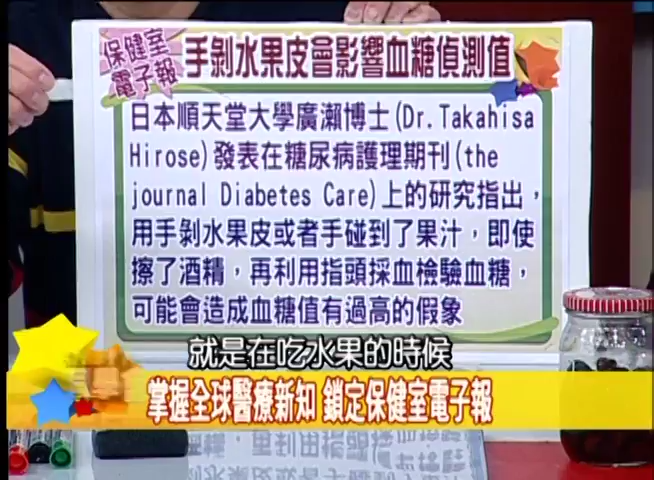 保健室
電子報
手剝水果皮會影響血糖偵測值
日本順天堂大學廣瀨博士(Dr. Takahisa
Hirose)發表在糖尿病護理期刊(the
journal Diabetes Care)上的研究指出，
用手剝水果皮或者手碰到了果汁，即使
擦了酒精，再利用指頭採血檢驗血糖，
可能會造成血糖值有過高的假象
就是在吃水果的時候
掌握全球醫療新知 鎖定保健室電子報